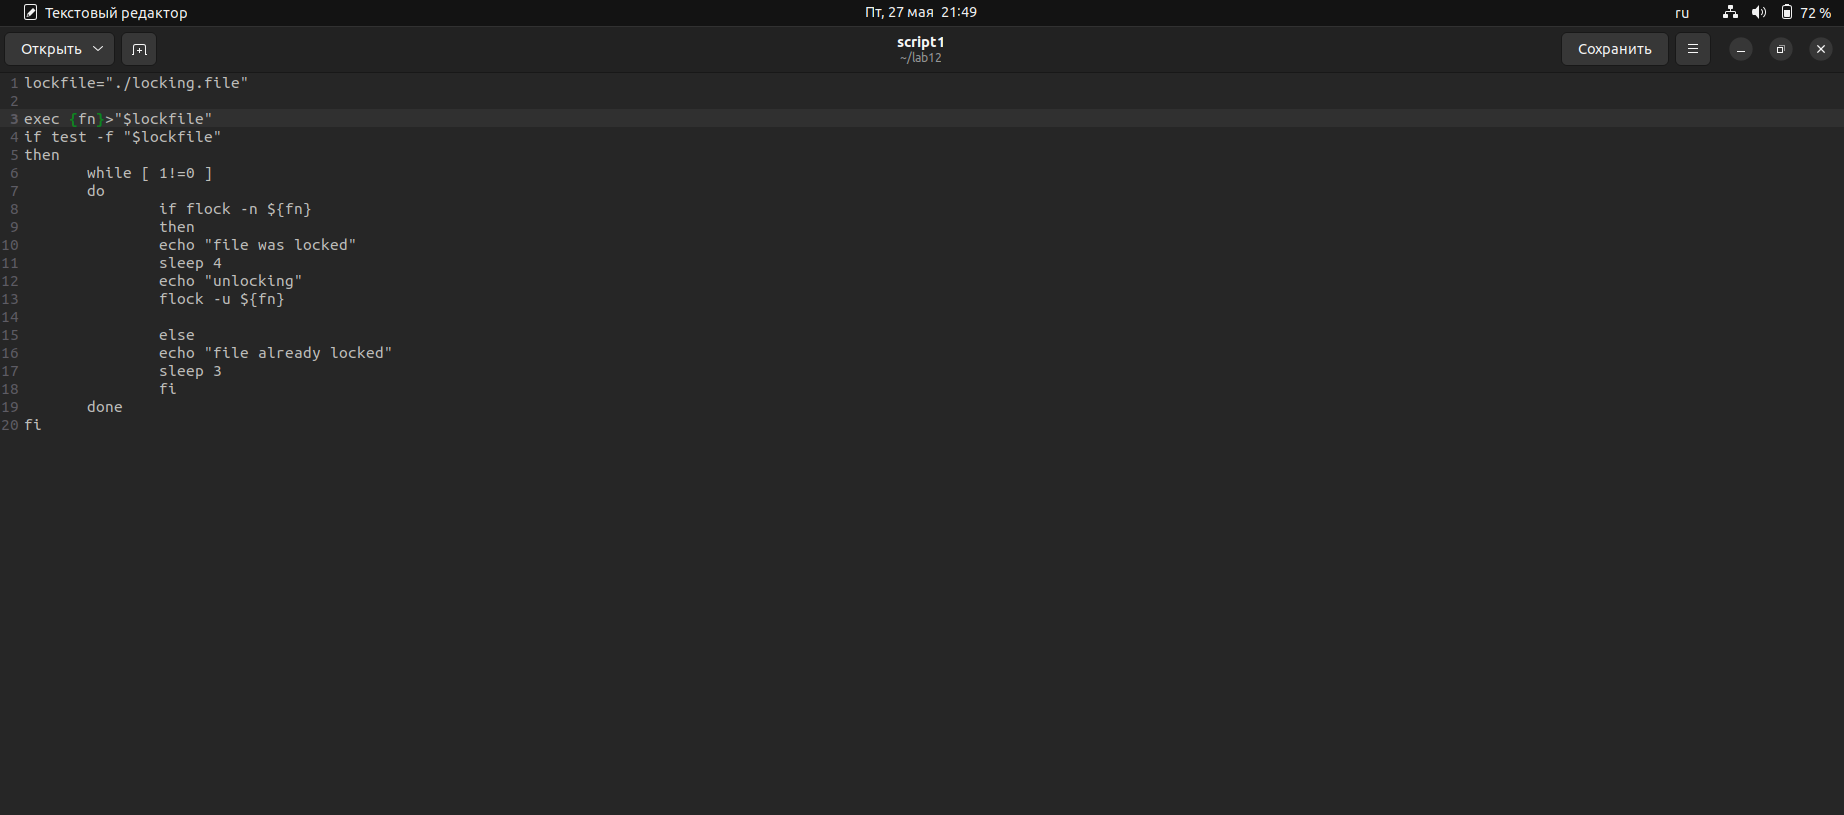 Текстовый редактор
Пт, 27 мая 21:49
ru
72 %
Открыть
script1
~/lab12
Сохранить
1 lockfile="./locking.file"
2
3 exec {fn}>"$lockfile"
4 if test -f "$lockfile"
5 then
6 while [ 1!=0 ]
7 do
8 if flock -n ${fn}
9 then
10 echo "file was locked"
11 sleep 4
12 echo "unlocking"
13 flock -u ${fn}
14
15 else
16 echo "file already locked"
17 sleep 3
18 fi
19 done
20 fi